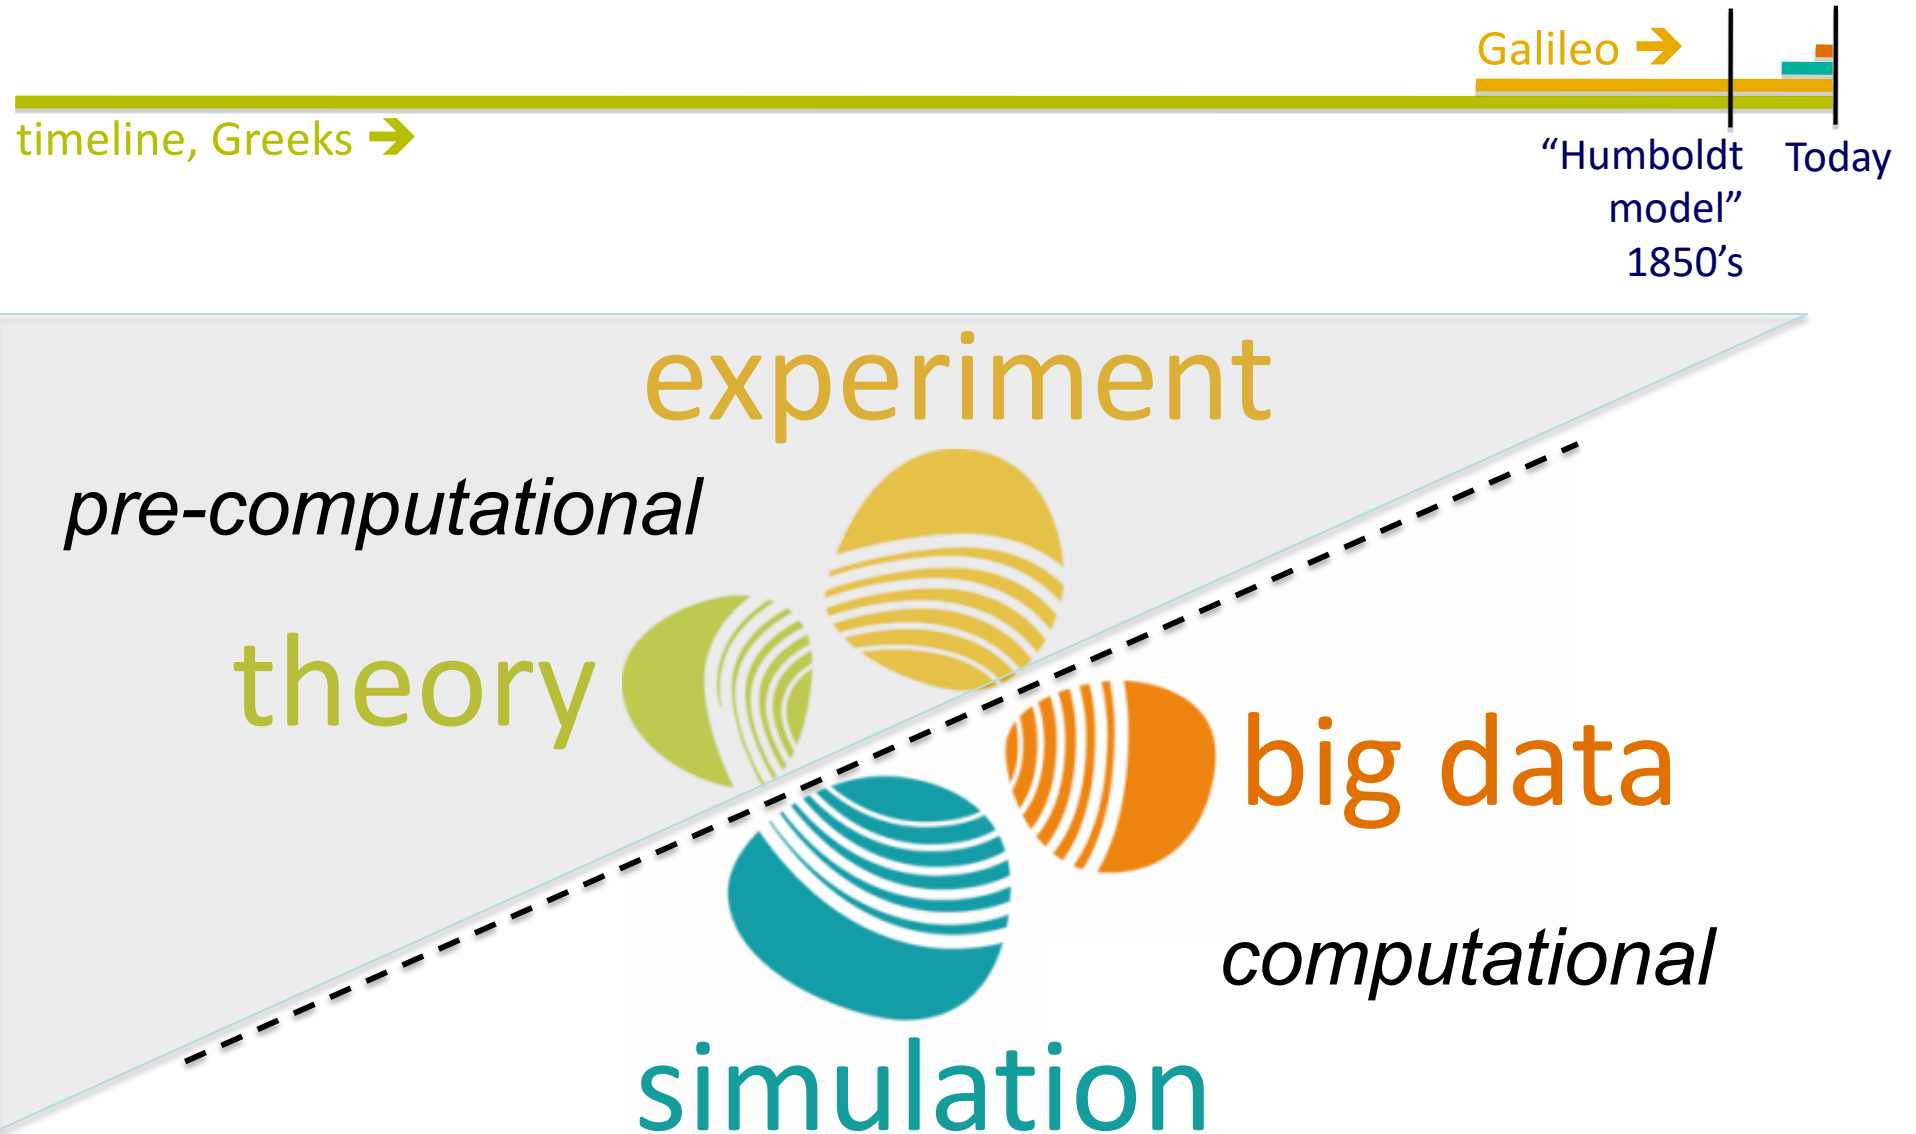 Galileo ➔
timeline, Greeks ➔
“Humboldt
model”
1850’s
Today
experiment
pre-computational
theory
big data
computational
simulation